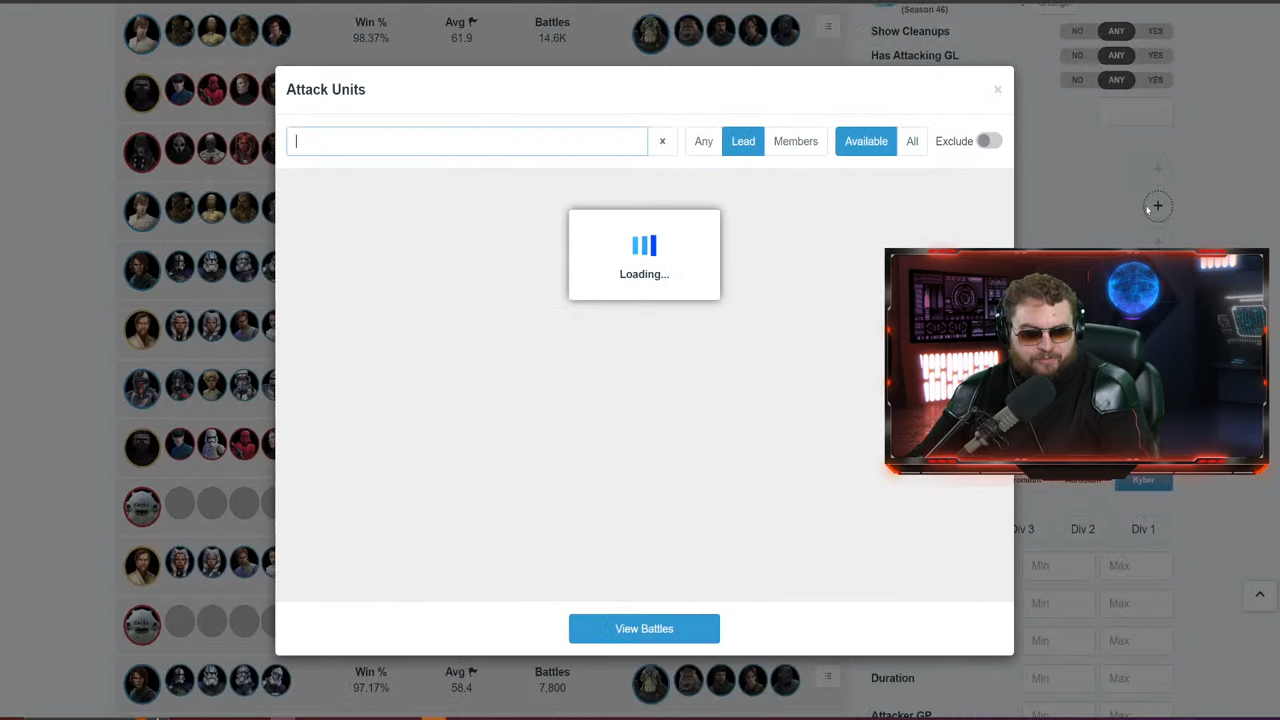 Win % Avg Battles
98.37% 61.9 14.6K
(Season 46)
Show Cleanups NO ANY YES
Has Attacking GL NO ANY YES
NO ANY YES
Attack Units ×
x Any Lead Members Available All Exclude
Loading...
Kyber
Div 3 Div 2 Div 1
Min Max
Min Max
Min Max
View Battles
Win % Avg Battles
97.17% 58.4 7,800
Duration Min Max
Attacker GP